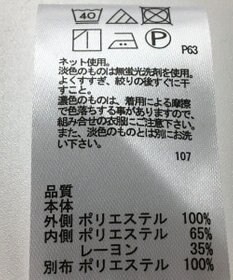 40 P P63
ネット使用。
淡色のものは無蛍光洗剤を使用。
よくすすぎ、絞りの後すぐに干
すこと。
濃色のものは、着用による摩擦
で色落ちする事がありますので、
組み合せの衣服にご注意下さい。
また、淡色のものとは別にお洗
い下さい。
107
品質
本体
外側 ポリエステル 100%
内側 ポリエステル 65%
レーヨン 35%
別布 ポリエステル 100%